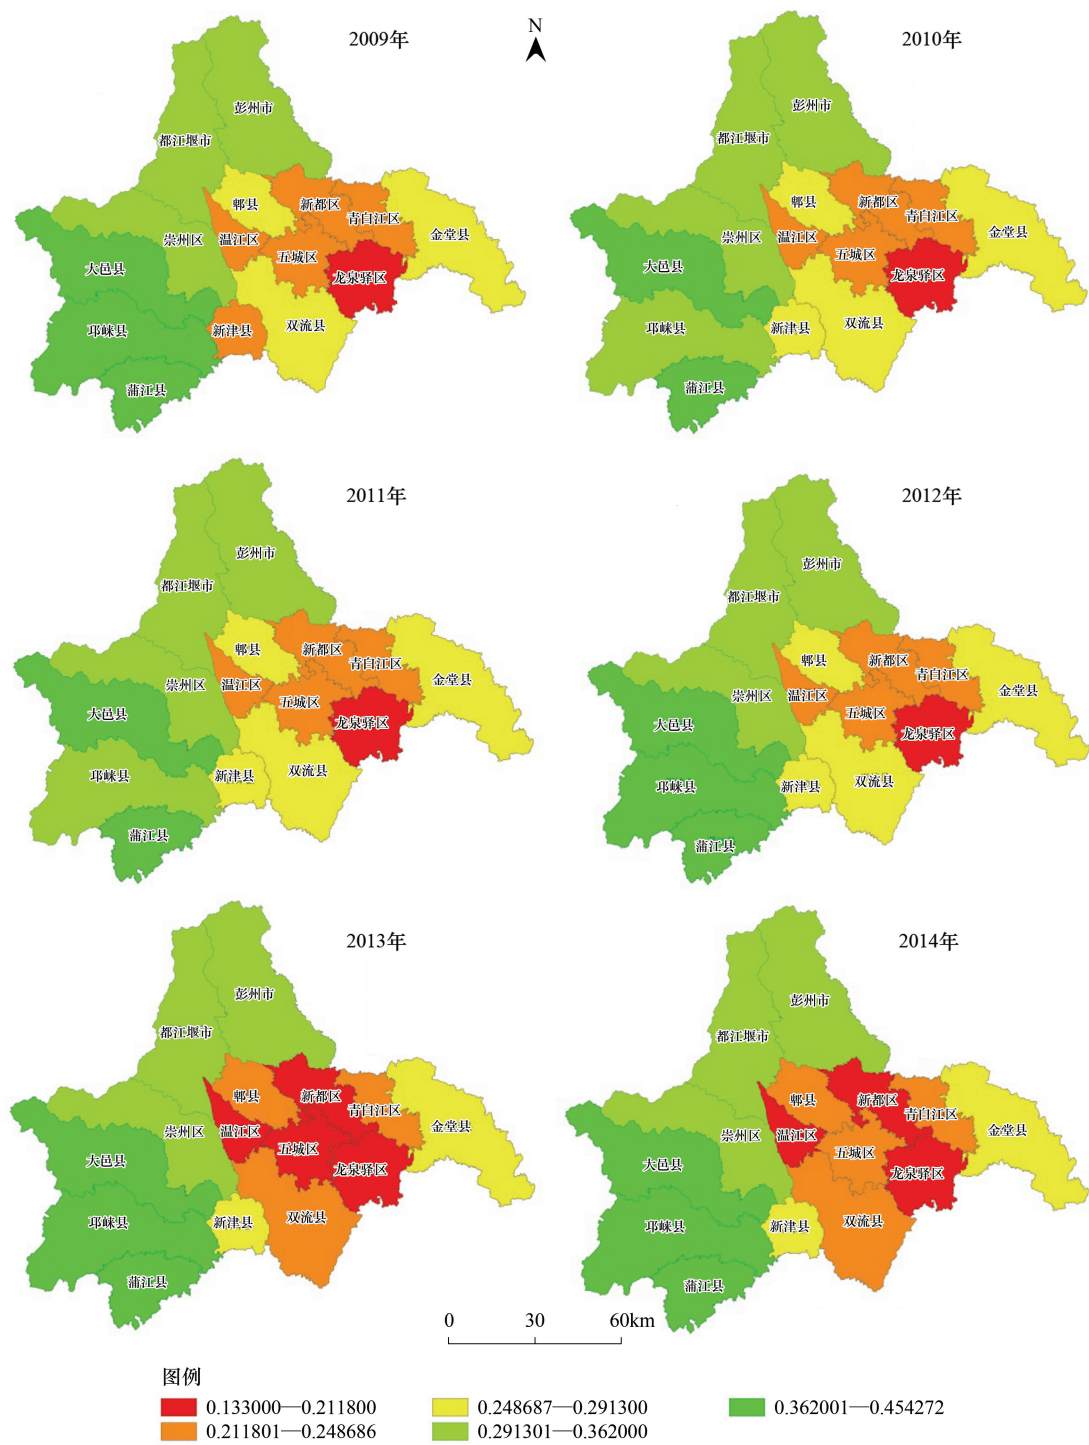 2009年
N
2010年
彭州市
都江堰市
郫县
新都区
青白江区
金堂县
崇州区
温江区
五城区
龙泉驿区
大邑县
邛崃县
新津县
双流县
蒲江县
彭州市
都江堰市
郫县
新都区
青白江区
金堂县
崇州区
温江区
五城区
龙泉驿区
大邑县
邛崃县
新津县
双流县
蒲江县
2011年
2012年
彭州市
都江堰市
郫县
新都区
青白江区
金堂县
崇州区
温江区
五城区
龙泉驿区
大邑县
邛崃县
新津县
双流县
蒲江县
彭州市
都江堰市
郫县
新都区
青白江区
金堂县
崇州区
温江区
五城区
龙泉驿区
大邑县
邛崃县
新津县
双流县
蒲江县
2013年
2014年
彭州市
都江堰市
郫县
新都区
青白江区
金堂县
崇州区
温江区
五城区
龙泉驿区
大邑县
邛崃县
新津县
双流县
蒲江县
彭州市
都江堰市
郫县
新都区
青白江区
金堂县
崇州区
温江区
五城区
龙泉驿区
大邑县
邛崃县
新津县
双流县
蒲江县
0 30 60km
图例
0.133000—0.211800
0.211801—0.248686
0.248687—0.291300
0.291301—0.362000
0.362001—0.454272